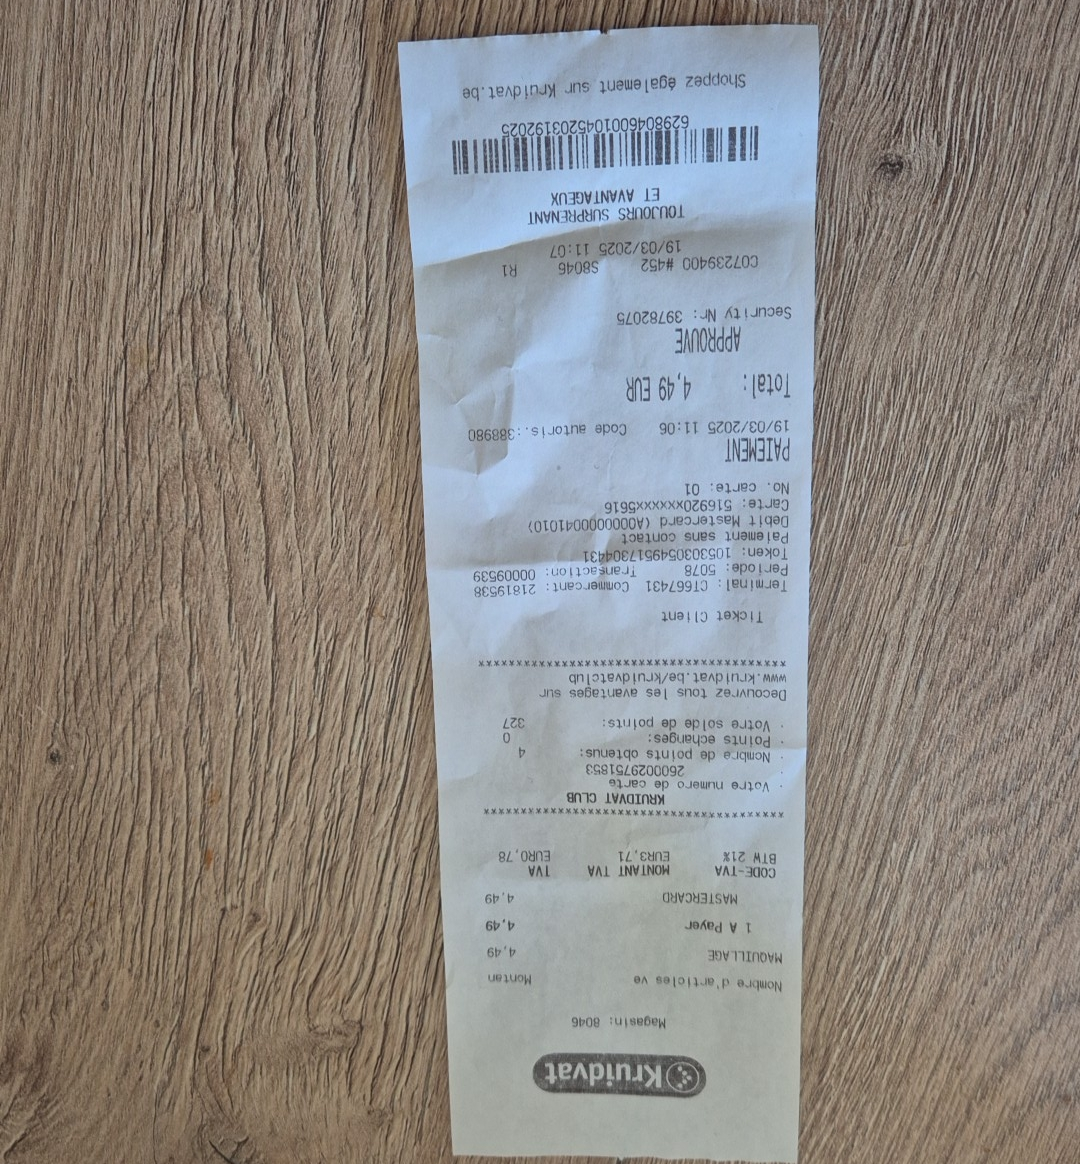 Kruidvat
Magasin: 8046
Nombre d'articles ve Montan
MAQUILLAGE 4,49
1 A Payer 4,49
MASTERCARD 4,49
CODE-TVA MONTANT TVA TVA
BTW 21% EUR3,71 EUR0,78
****************************************
KRUIDVAT CLUB
· Votre numero de carte
· 2600029751853
· Nombre de points obtenus: 4
· Points echanges: 0
· Votre solde de points: 327
Decouvrez tous les avantages sur
www.kruidvat.be/kruidvatclub
****************************************
Ticket Client
Terminal: CT667431 Commercant: 21819538
Periode: 5078 Transaction: 00009539
Token: 1053030549517304431
Paiement sans contact
Debit Mastercard (A0000000041010)
Carte: 516920xxxxxxx5616
No. carte: 01
PAIEMENT
19/03/2025 11:06 Code autoris.:388980
Total: 4,49 EUR
APPROUVE
Security Nr: 39782075
C07239400 #452 S8046 R1
19/03/2025 11:07
TOUJOURS SURPRENANT
ET AVANTAGEUX
6298046001045203192025
Shoppez également sur Kruidvat.be